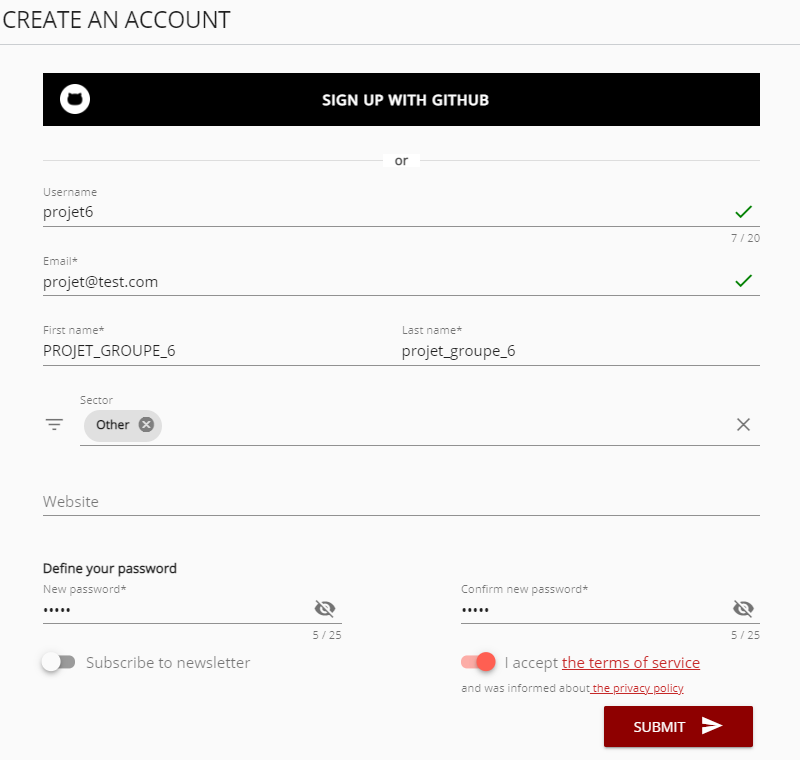 CREATE AN ACCOUNT
SIGN UP WITH GITHUB
or
Username
projet6
7 / 20
Email*
projet@test.com
First name* Last name*
PROJET_GROUPE_6 projet_groupe_6
Sector
Other
Website
Define your password
New password* Confirm new password*
••••• •••••
5 / 25 5 / 25
Subscribe to newsletter I accept the terms of service
and was informed about the privacy policy
SUBMIT